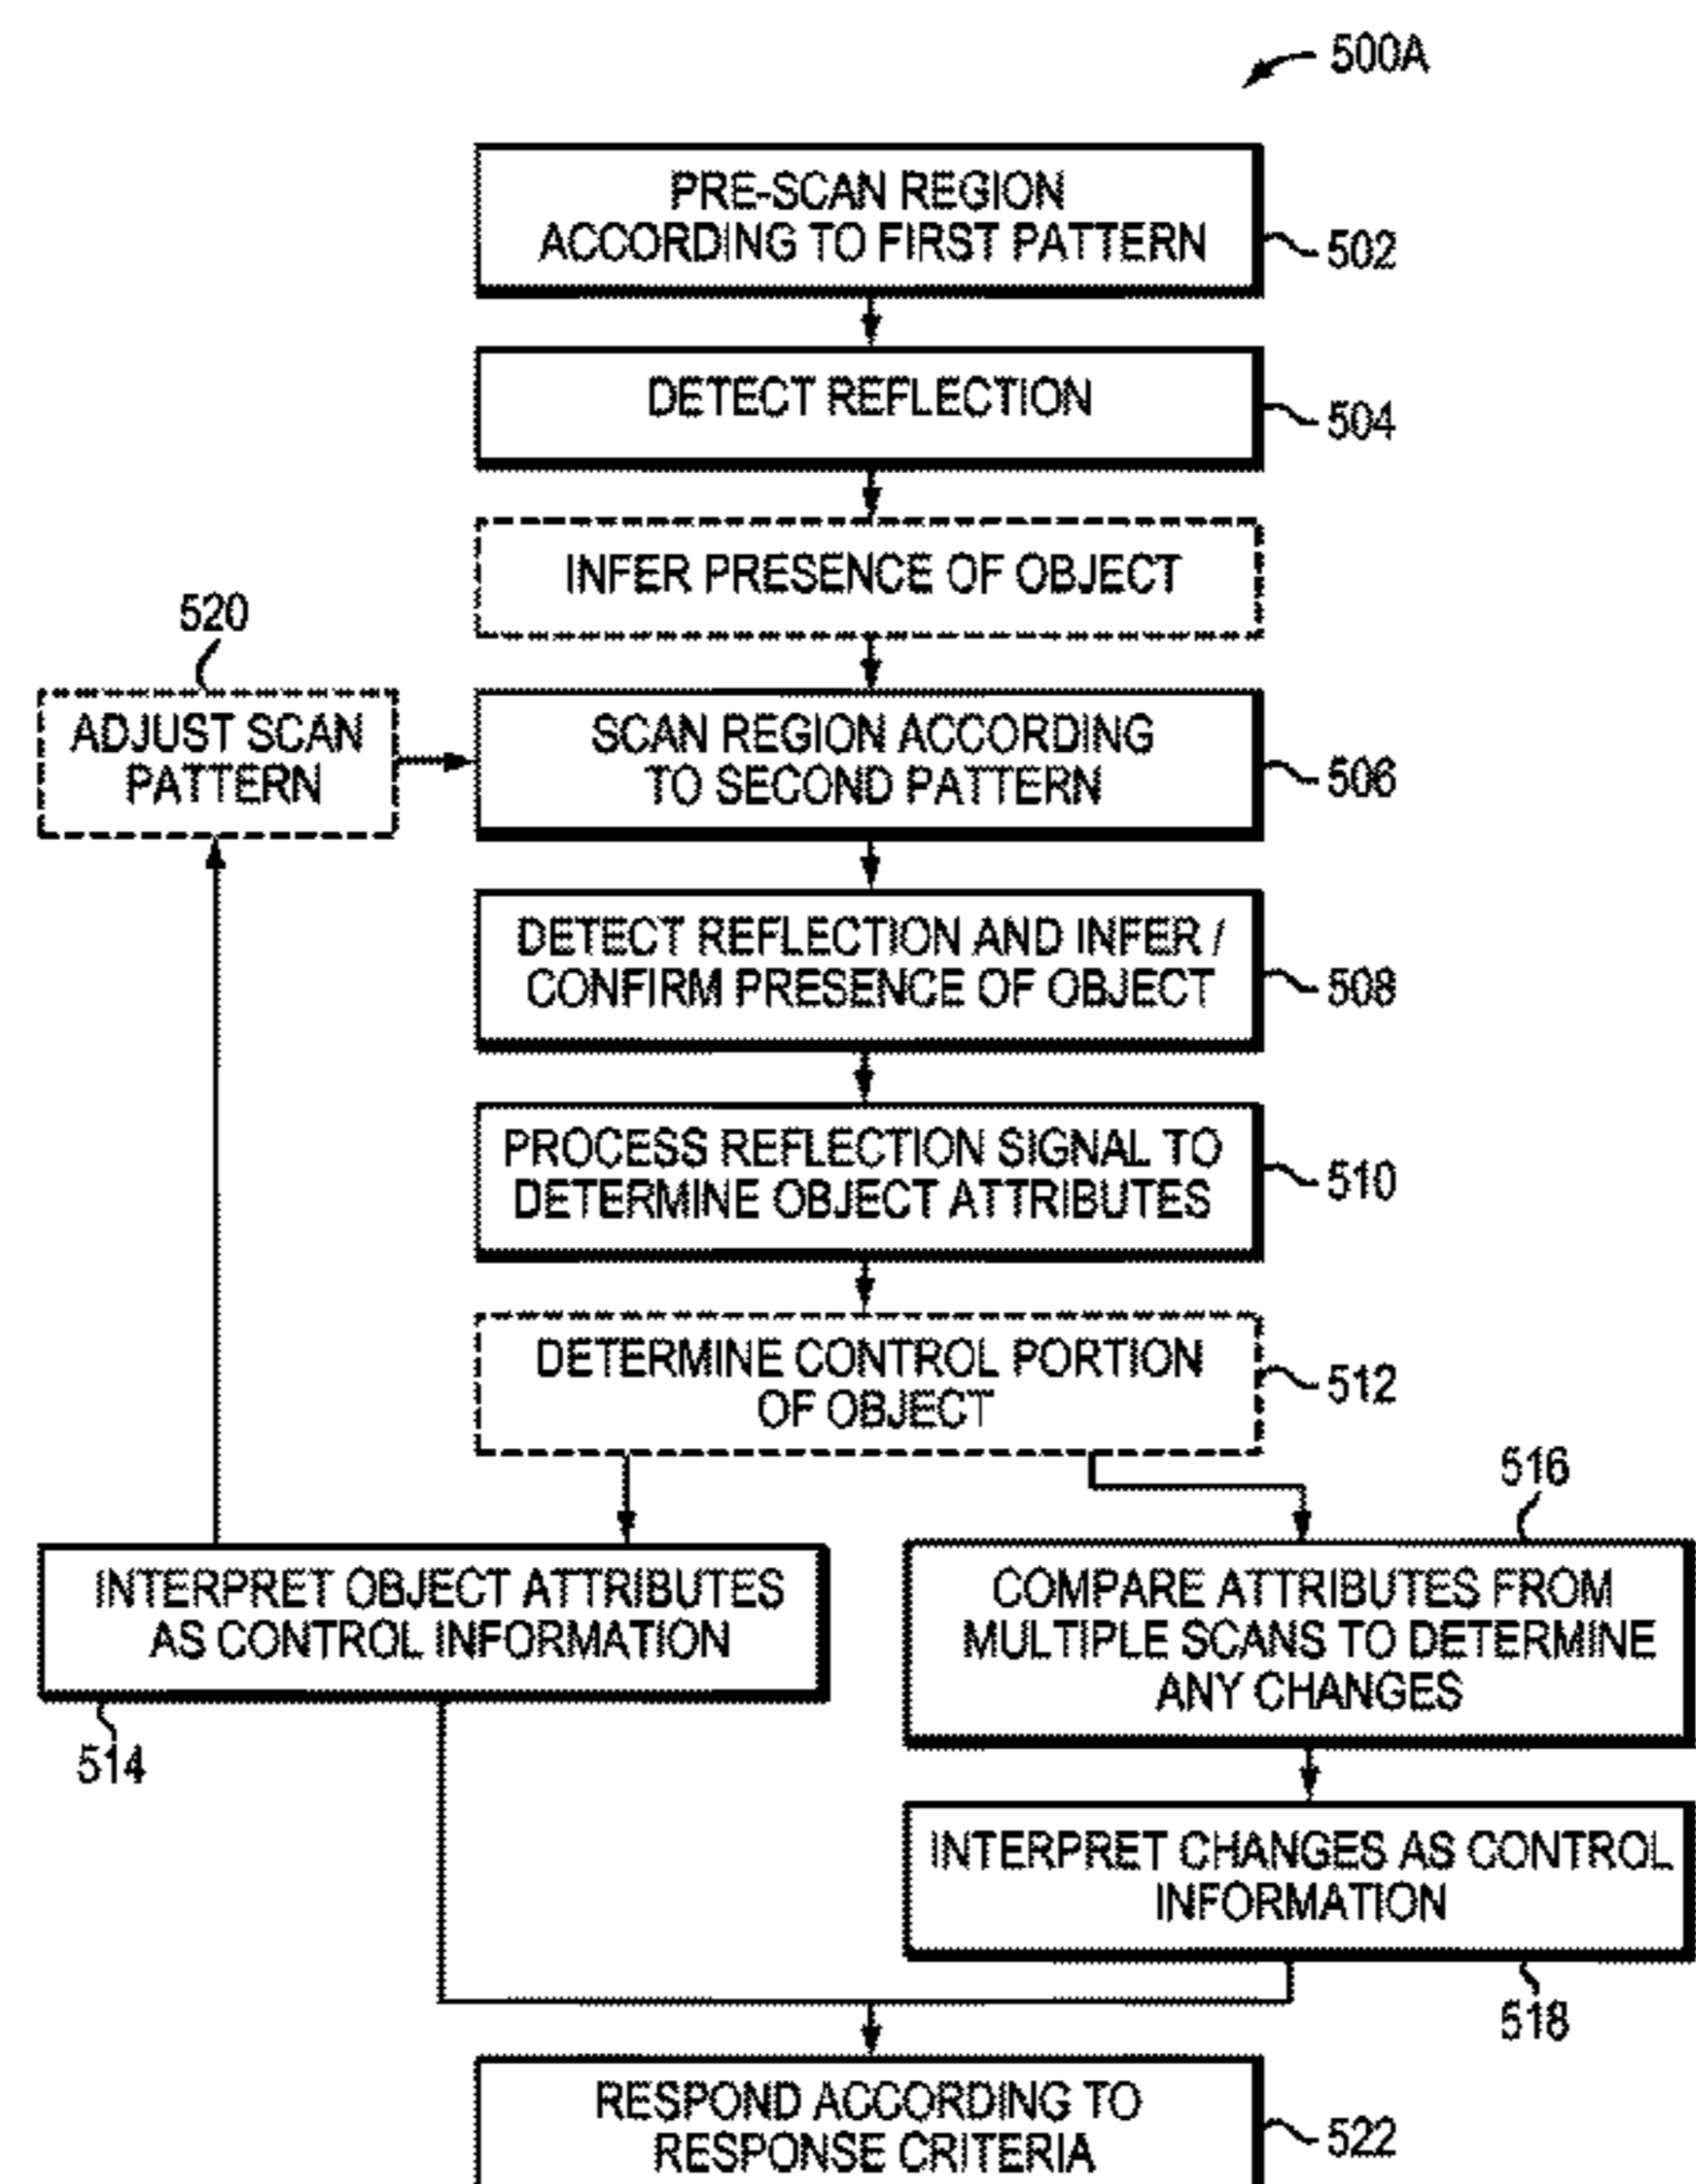 500A
PRE-SCAN REGION
ACCORDING TO FIRST PATTERN
502
DETECT REFLECTION
504
INFER PRESENCE OF OBJECT
520
ADJUST SCAN
PATTERN
SCAN REGION ACCORDING
TO SECOND PATTERN
506
DETECT REFLECTION AND INFER /
CONFIRM PRESENCE OF OBJECT
508
PROCESS REFLECTION SIGNAL TO
DETERMINE OBJECT ATTRIBUTES
510
DETERMINE CONTROL PORTION
OF OBJECT
512
INTERPRET OBJECT ATTRIBUTES
AS CONTROL INFORMATION
514
516
COMPARE ATTRIBUTES FROM
MULTIPLE SCANS TO DETERMINE
ANY CHANGES
INTERPRET CHANGES AS CONTROL
INFORMATION
518
RESPOND ACCORDING TO
RESPONSE CRITERIA
522